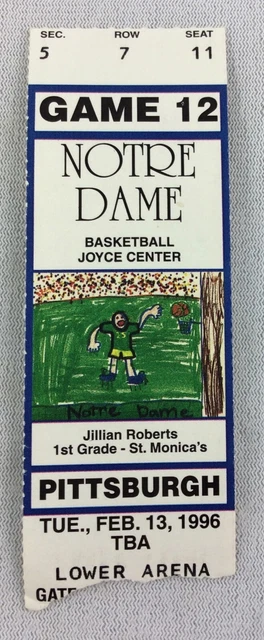 SEC. ROW SEAT
5 7 11
GAME 12
NOTRE
DAME
BASKETBALL
JOYCE CENTER
Notre Dame
Jillian Roberts
1st Grade - St. Monica's
PITTSBURGH
TUE., FEB. 13, 1996
TBA
LOWER ARENA
GATE